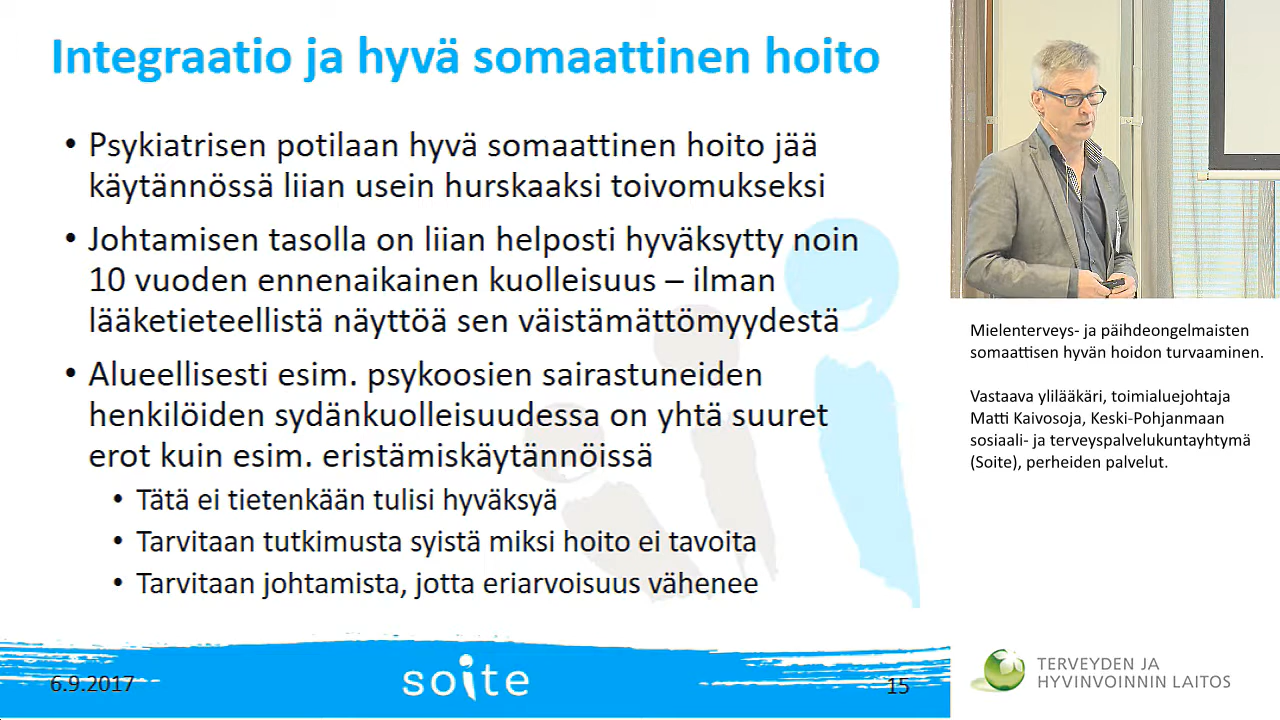 Integraatio ja hyvä somaattinen hoito
• Psykiatrisen potilaan hyvä somaattinen hoito jää
käytännössä liian usein hurskaaksi toivomukseksi
• Johtamisen tasolla on liian helposti hyväksytty noin
10 vuoden ennenaikainen kuolleisuus – ilman
lääketieteellistä näyttöä sen väistämättömyydestä
• Alueellisesti esim. psykoosien sairastuneiden
henkilöiden sydänkuolleisuudessa on yhtä suuret
erot kuin esim. eristämiskäytännöissä
• Tätä ei tietenkään tulisi hyväksyä
• Tarvitaan tutkimusta syistä miksi hoito ei tavoita
• Tarvitaan johtamista, jotta eriarvoisuus vähenee
6.9.2017
soite
15
Mielenterveys- ja päihdeongelmaisten
somaattisen hyvän hoidon turvaaminen.
Vastaava ylilääkäri, toimialuejohtaja
Matti Kaivosoja, Keski-Pohjanmaan
sosiaali- ja terveyspalvelukuntayhtymä
(Soite), perheiden palvelut.
TERVEYDEN JA
HYVINVOINNIN LAITOS